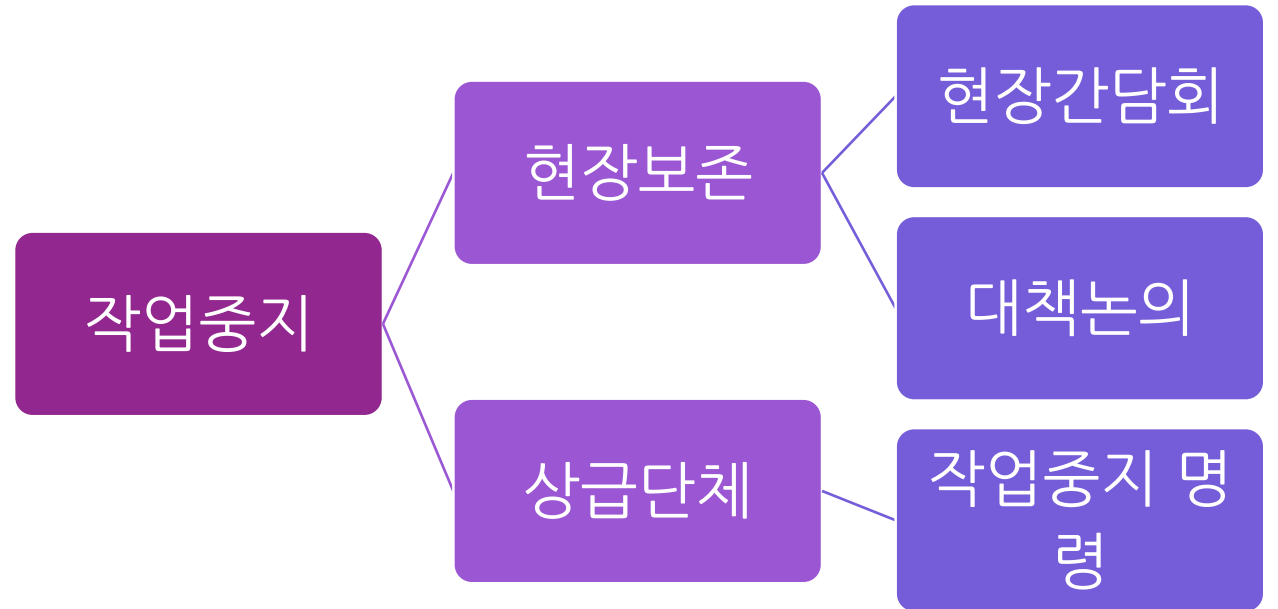 작업중지
현장보존
현장간담회
대책논의
상급단체
작업중지 명
령